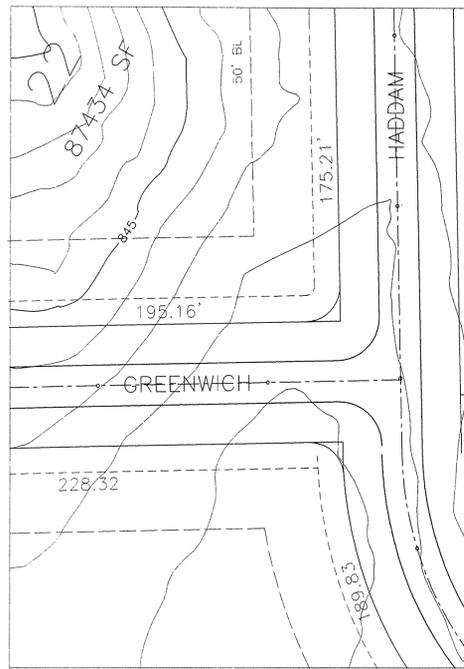 22
87434 SF
50' BL
HADDAM
175.21'
845
195.16'
GREENWICH
228.32
189.83